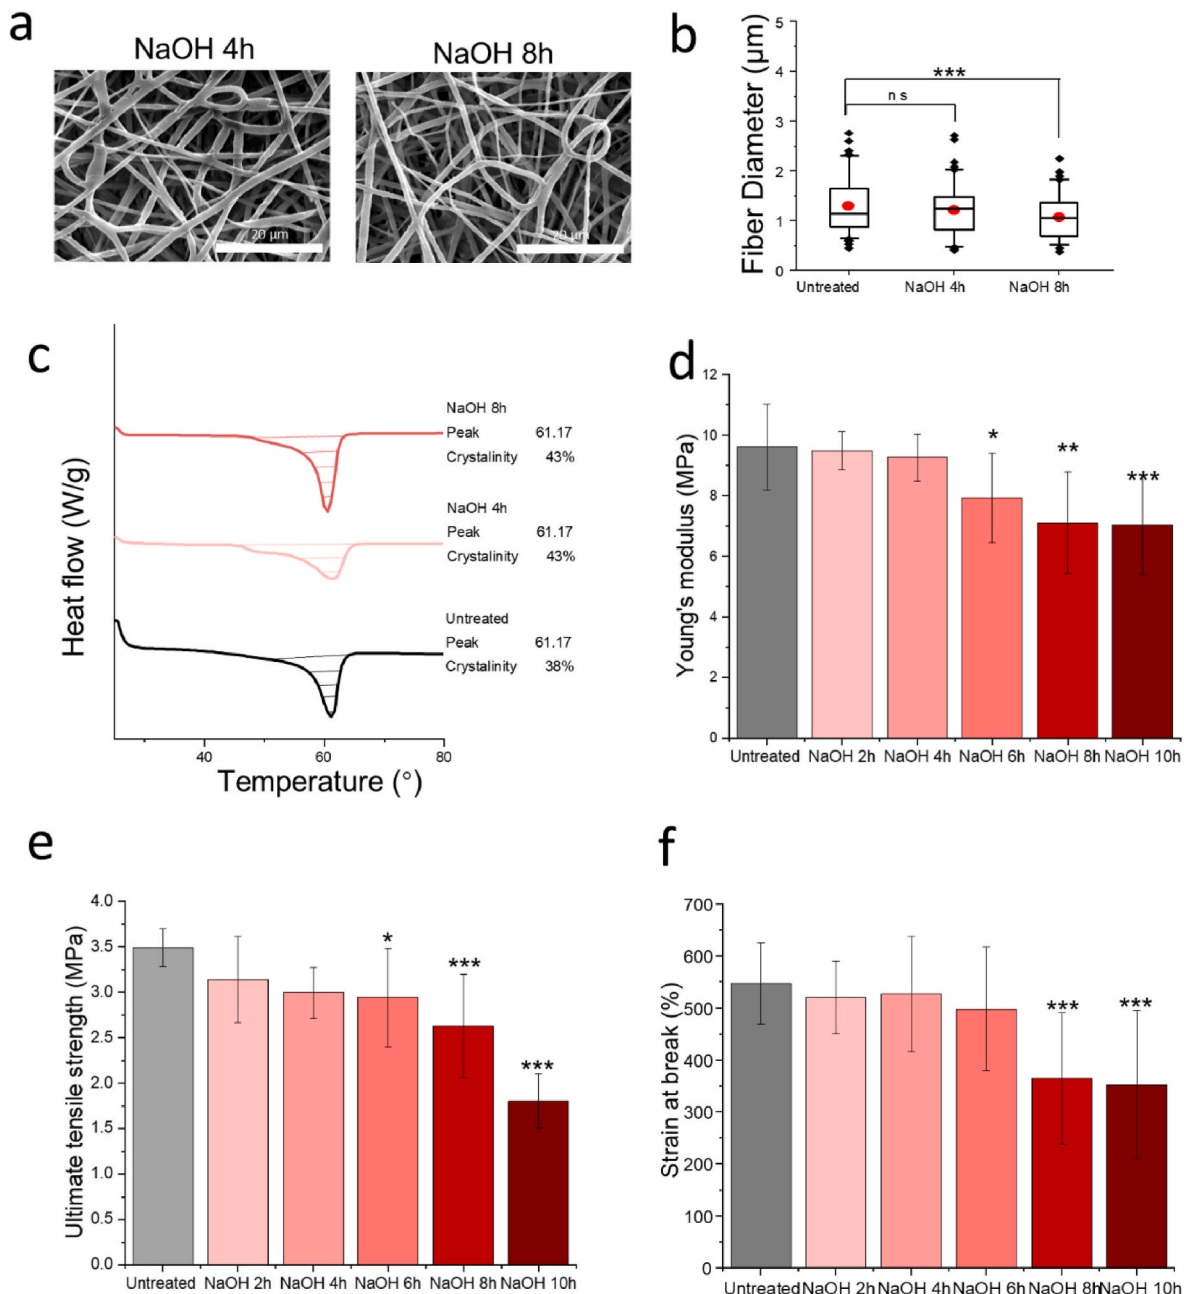 a
NaOH 4h
NaOH 8h
20 µm
20 µm
b
Fiber Diameter (µm)
5
4
3
2
1
0
***
n s
Untreated
NaOH 4h
NaOH 8h
c
Heat flow (W/g)
NaOH 8h
Peak 61.17
Crystalinity 43%
NaOH 4h
Peak 61.17
Crystalinity 43%
Untreated
Peak 61.17
Crystalinity 38%
40 60 80
Temperature (°)
d
Young's modulus (MPa)
12
10
8
6
4
2
0
*
**
***
Untreated NaOH 2h NaOH 4h NaOH 6h NaOH 8h NaOH 10h
e
Ultimate tensile strength (MPa)
4.0
3.5
3.0
2.5
2.0
1.5
1.0
0.5
0.0
*
***
***
Untreated NaOH 2h NaOH 4h NaOH 6h NaOH 8h NaOH 10h
f
Strain at break (%)
700
600
500
400
300
200
100
0
***
***
Untreated NaOH 2h NaOH 4h NaOH 6h NaOH 8h NaOH 10h